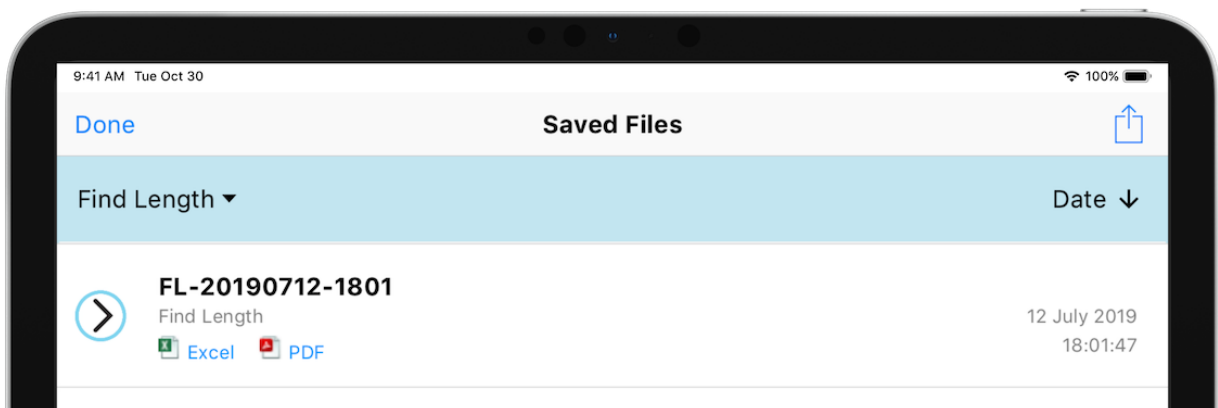 9:41 AM Tue Oct 30 100%
Done Saved Files
Find Length Date
FL-20190712-1801
Find Length 12 July 2019
Excel PDF 18:01:47